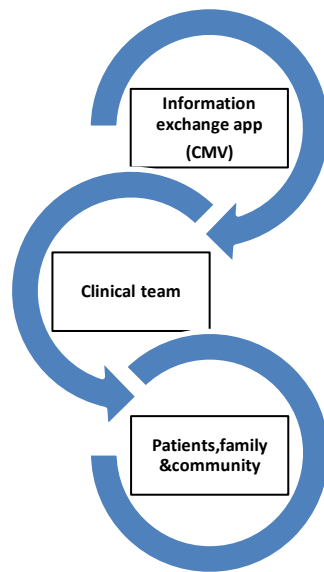 Information
exchange app
(CMV)
Clinical team
Patients,family
&community